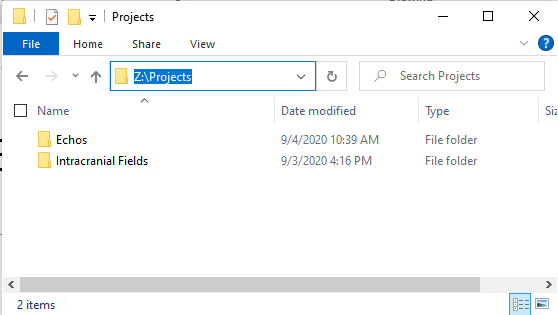 Projects
File Home Share View
Z:\Projects Search Projects
Name Date modified Type
Echos 9/4/2020 10:39 AM File folder
Intracranial Fields 9/3/2020 4:16 PM File folder
2 items